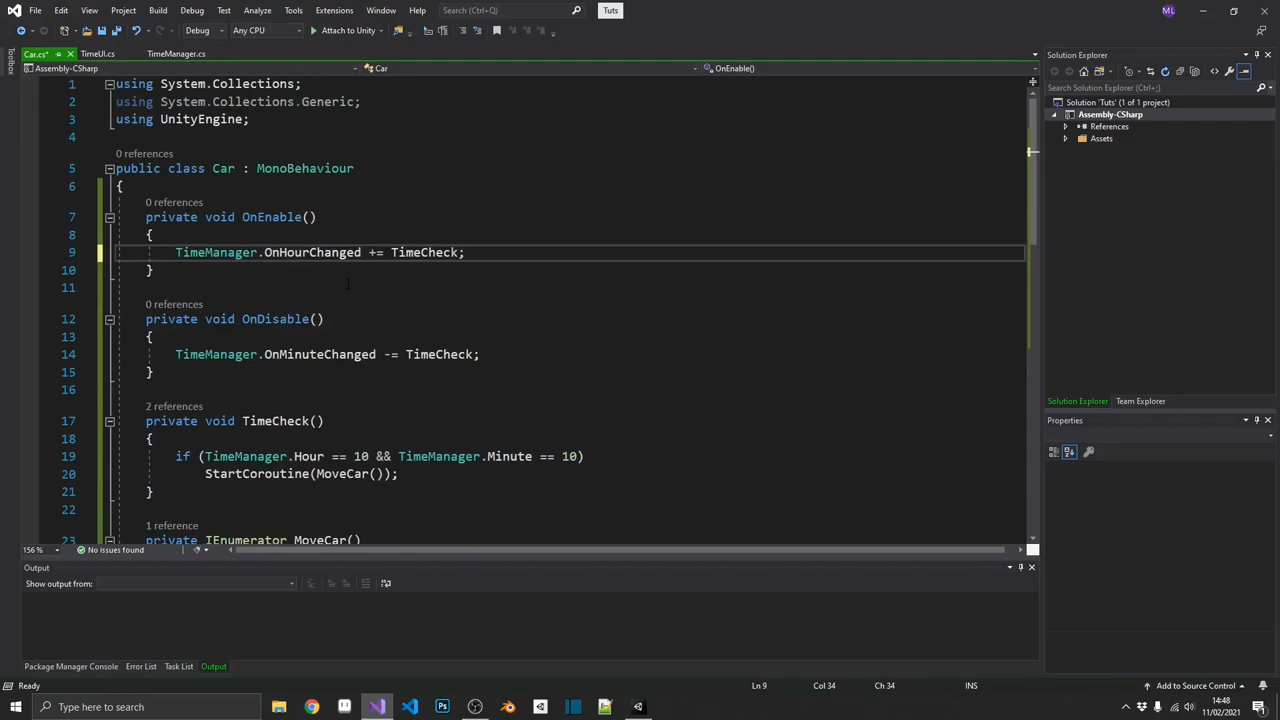 File Edit View Project Build Debug Test Analyze Tools Extensions Window Help Search (Ctrl+Q) Tuts ML
Debug Any CPU Attach to Unity
Car.cs* TimeUI.cs TimeManager.cs
Assembly-CSharp Car OnEnable()
Toolbox
1 using System.Collections;
2 using System.Collections.Generic;
3 using UnityEngine;
4
0 references
5 public class Car : MonoBehaviour
6 {
0 references
7 private void OnEnable()
8 {
9 TimeManager.OnHourChanged += TimeCheck;
10 }
11
0 references
12 private void OnDisable()
13 {
14 TimeManager.OnMinuteChanged -= TimeCheck;
15 }
16
2 references
17 private void TimeCheck()
18 {
19 if (TimeManager.Hour == 10 && TimeManager.Minute == 10)
20 StartCoroutine(MoveCar());
21 }
22
1 reference
23 private IEnumerator MoveCar()
156 % No issues found
Output
Show output from:
Package Manager Console Error List Task List Output
Solution Explorer
Search Solution Explorer (Ctrl+;)
Solution 'Tuts' (1 of 1 project)
Assembly-CSharp
References
Assets
Solution Explorer Team Explorer
Properties
Ready Ln 9 Col 34 Ch 34 INS Add to Source Control
Type here to search
14:48
11/02/2021